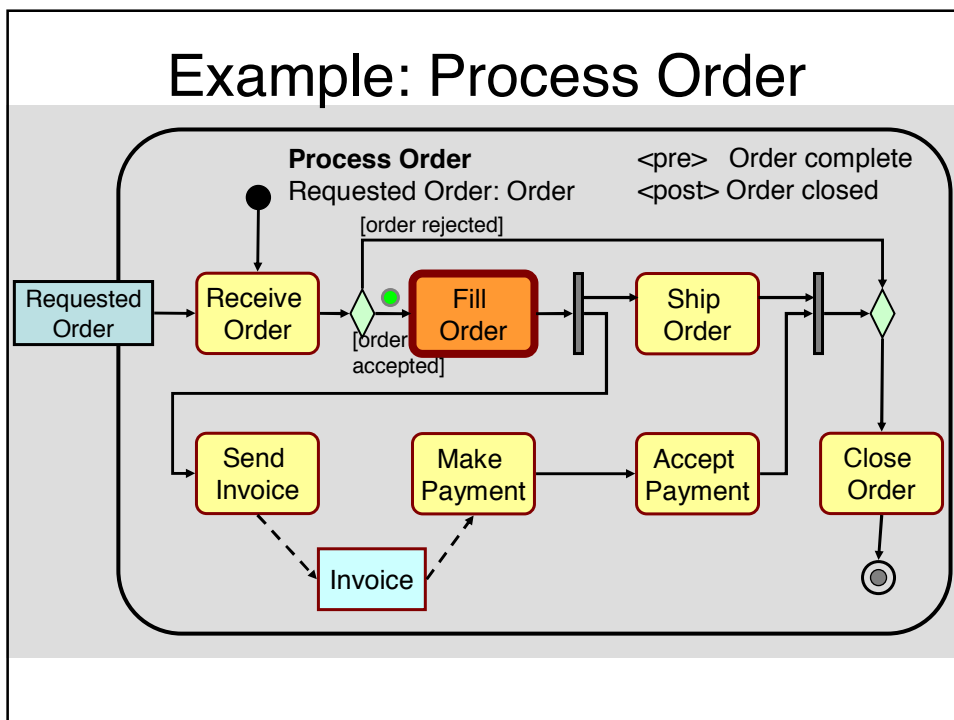 Example: Process Order
Process Order
Requested Order: Order
<pre> Order complete
<post> Order closed
[order rejected]
Requested
Order
Receive
Order
Fill
Order
Ship
Order
[order
accepted]
Send
Invoice
Make
Payment
Accept
Payment
Close
Order
Invoice